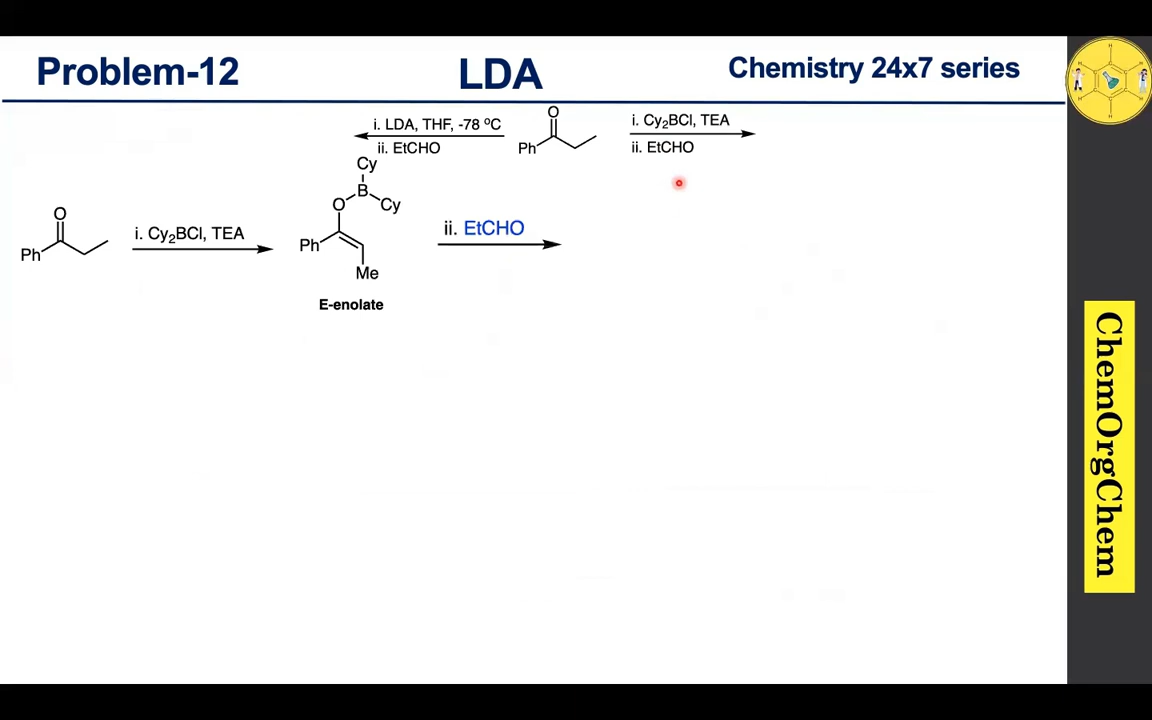 Problem-12
LDA
Chemistry 24x7 series
i. LDA, THF, -78 ºC
ii. EtCHO
O
Ph
i. Cy₂BCl, TEA
ii. EtCHO
O
Ph
i. Cy₂BCl, TEA
Cy
B
O
Cy
Ph
Me
E-enolate
ii. EtCHO
ChemOrgChem